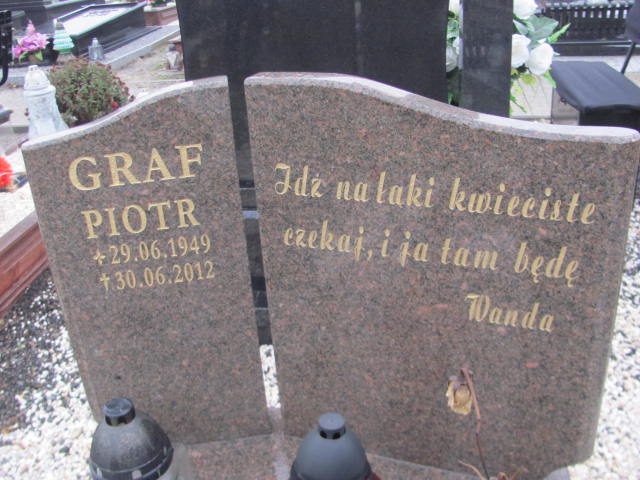 GRAF
PIOTR
*29.06.1949
†30.06.2012
Idź na łąki kwieciste
czekaj, i ja tam będę
Wanda